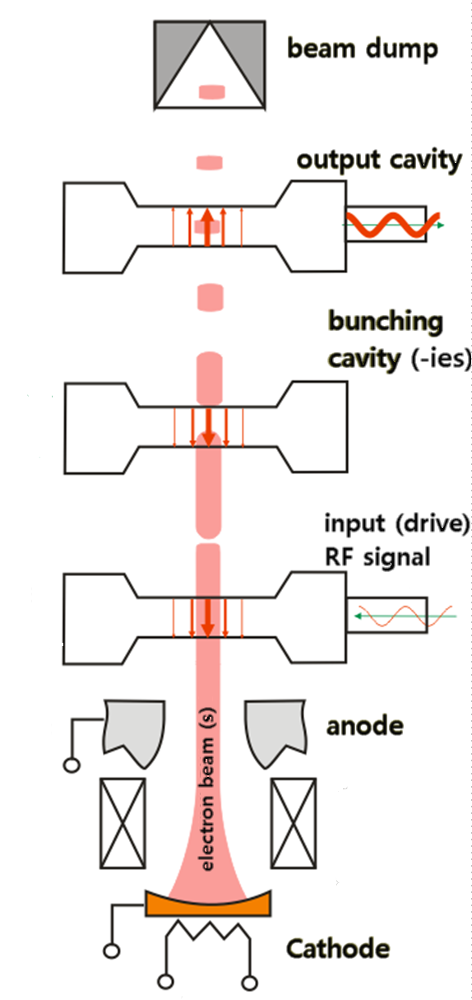 beam dump
output cavity
bunching
cavity (-ies)
input (drive)
RF signal
anode
electron beam (s)
Cathode